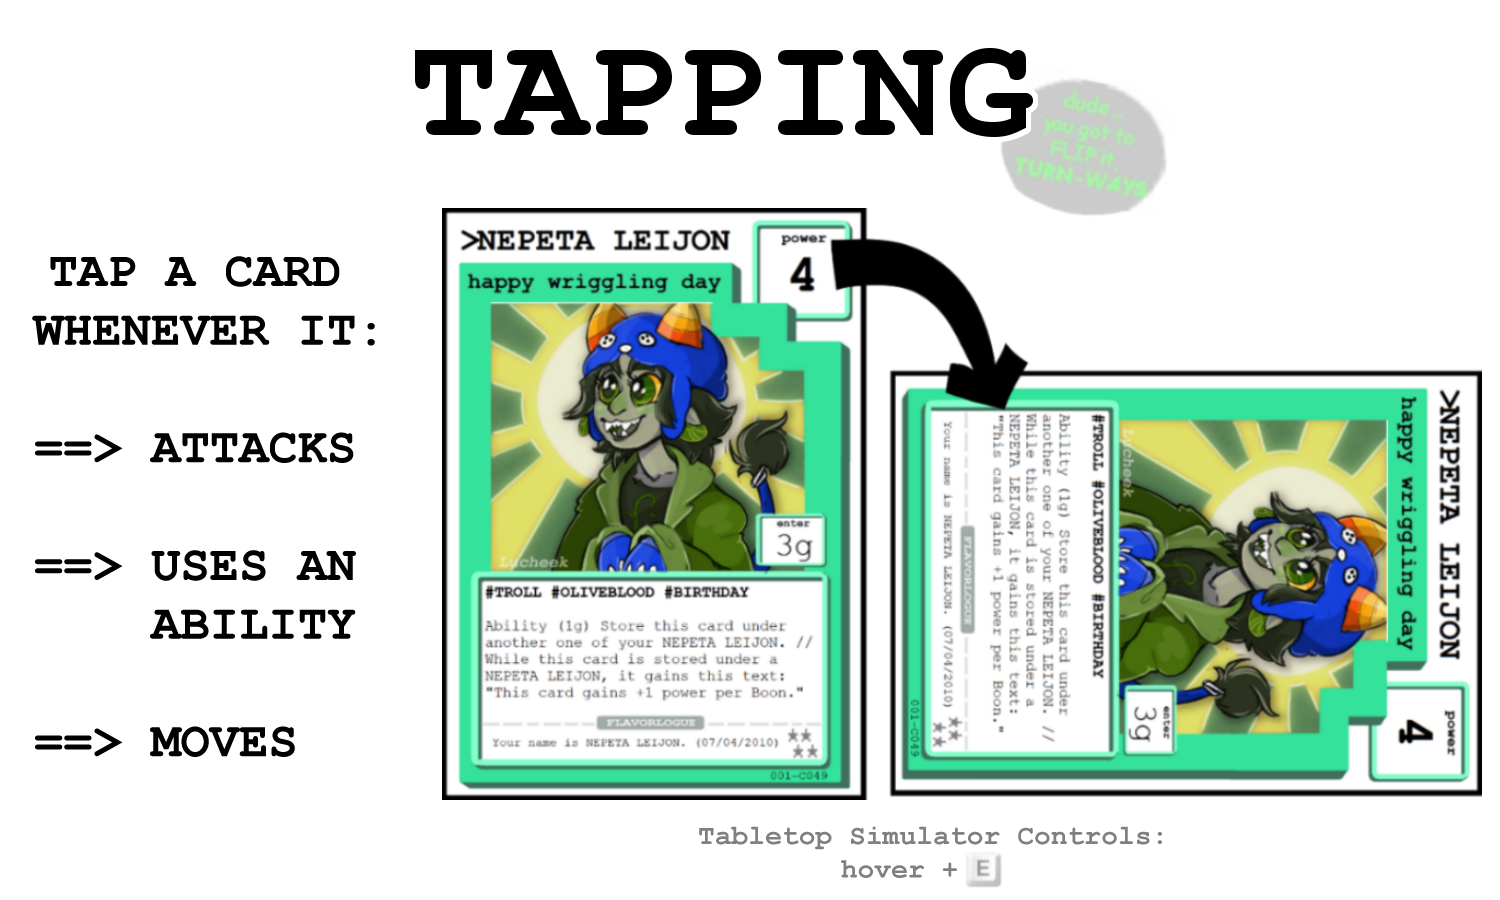 TAPPING
dude…
you got to
FLIP it
TURN-WAYS
TAP A CARD
WHENEVER IT:
==> ATTACKS
==> USES AN
ABILITY
==> MOVES
>NEPETA LEIJON
power
4
happy wriggling day
Lucheek
enter
3g
#TROLL #OLIVEBLOOD #BIRTHDAY
Ability (1g) Store this card under
another one of your NEPETA LEIJON. //
While this card is stored under a
NEPETA LEIJON, it gains this text:
"This card gains +1 power per Boon."
FLAVORLOGUE
Your name is NEPETA LEIJON. (07/04/2010)
001-C049
>NEPETA LEIJON
power
4
happy wriggling day
Lucheek
enter
3g
#TROLL #OLIVEBLOOD #BIRTHDAY
Ability (1g) Store this card under
another one of your NEPETA LEIJON. //
While this card is stored under a
NEPETA LEIJON, it gains this text:
"This card gains +1 power per Boon."
FLAVORLOGUE
Your name is NEPETA LEIJON. (07/04/2010)
001-C049
Tabletop Simulator Controls:
hover + E